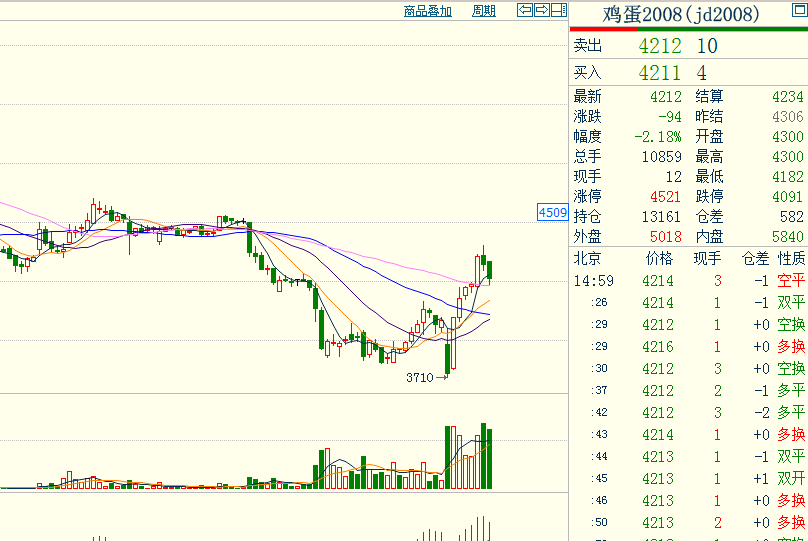 商品叠加 周期
鸡蛋2008(jd2008)
卖出 4212 10
买入 4211 4
最新 4212 结算 4234
涨跌 -94 昨结 4306
幅度 -2.18% 开盘 4300
总手 10859 最高 4300
现手 12 最低 4182
涨停 4521 跌停 4091
持仓 13161 仓差 582
外盘 5018 内盘 5840
4509
3710
北京 价格 现手 仓差 性质
14:59 4214 3 -1 空平
:26 4214 1 -1 双平
:29 4212 1 +0 空换
:29 4216 1 +0 多换
:30 4212 3 +0 空换
:37 4212 2 -1 多平
:42 4212 3 -2 多平
:43 4214 1 +0 多换
:44 4213 1 -1 双平
:45 4213 1 +1 双开
:46 4213 1 +0 多换
:50 4213 2 +0 多换